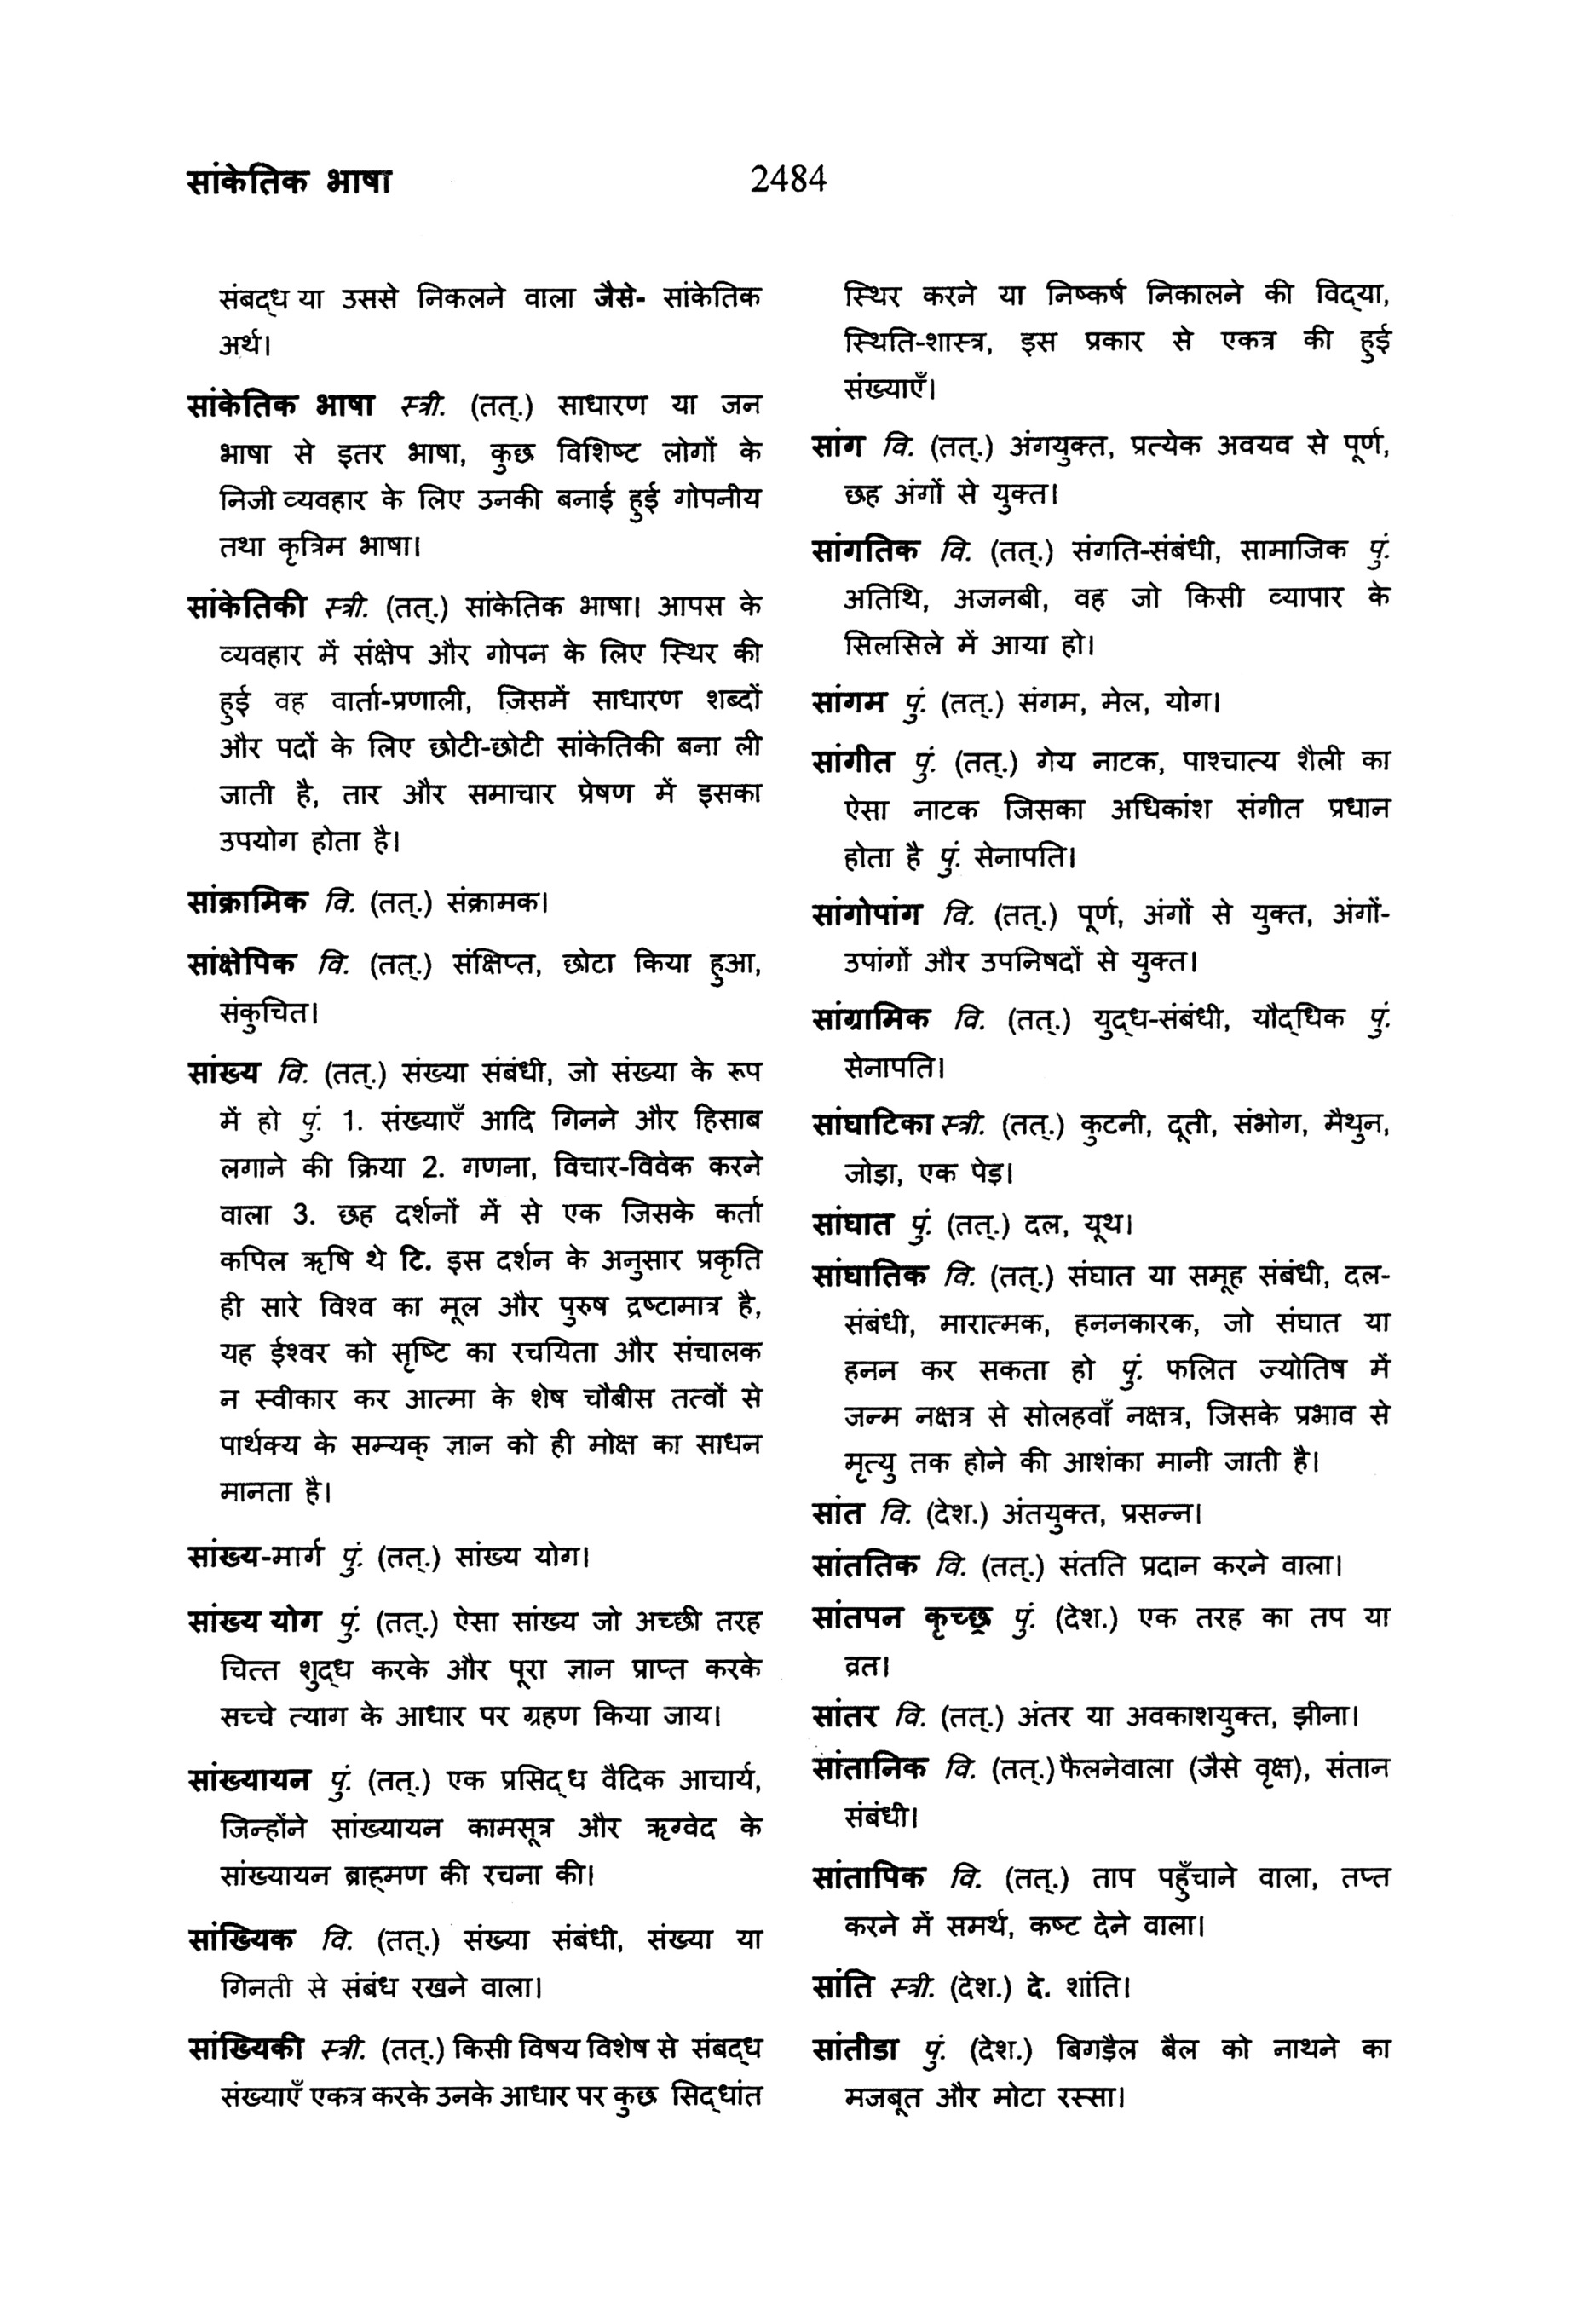 सांकेतिक भाषा
2484
संबद्ध या उससे निकलने वाला जैसे- सांकेतिक
अर्थ।
सांकेतिक भाषा स्त्री. (तत्.) साधारण या जन
भाषा से इतर भाषा, कुछ विशिष्ट लोगों के
निजी व्यवहार के लिए उनकी बनाई हुई गोपनीय
तथा कृत्रिम भाषा।
सांकेतिकी स्त्री. (तत्.) सांकेतिक भाषा। आपस के
व्यवहार में संक्षेप और गोपन के लिए स्थिर की
हुई वह वार्ता-प्रणाली, जिसमें साधारण शब्दों
और पदों के लिए छोटी-छोटी सांकेतिकी बना ली
जाती है, तार और समाचार प्रेषण में इसका
उपयोग होता है।
सांक्रामिक वि. (तत्.) संक्रामक।
सांक्षेपिक वि. (तत्.) संक्षिप्त, छोटा किया हुआ,
संकुचित।
सांख्य वि. (तत्.) संख्या संबंधी, जो संख्या के रूप
में हो पुं. 1. संख्याएँ आदि गिनने और हिसाब
लगाने की क्रिया 2. गणना, विचार-विवेक करने
वाला 3. छह दर्शनों में से एक जिसके कर्ता
कपिल ऋषि थे टि. इस दर्शन के अनुसार प्रकृति
ही सारे विश्व का मूल और पुरुष द्रष्टामात्र है,
यह ईश्वर को सृष्टि का रचयिता और संचालक
न स्वीकार कर आत्मा के शेष चौबीस तत्वों से
पार्थक्य के सम्यक् ज्ञान को ही मोक्ष का साधन
मानता है।
सांख्य-मार्ग पुं. (तत्.) सांख्य योग।
सांख्य योग पुं. (तत्.) ऐसा सांख्य जो अच्छी तरह
चित्त शुद्ध करके और पूरा ज्ञान प्राप्त करके
सच्चे त्याग के आधार पर ग्रहण किया जाय।
सांख्यायन पुं. (तत्.) एक प्रसिद्ध वैदिक आचार्य,
जिन्होंने सांख्यायन कामसूत्र और ऋग्वेद के
सांख्यायन ब्राह्मण की रचना की।
सांख्यिक वि. (तत्.) संख्या संबंधी, संख्या या
गिनती से संबंध रखने वाला।
सांख्यिकी स्त्री. (तत्.) किसी विषय विशेष से संबद्ध
संख्याएँ एकत्र करके उनके आधार पर कुछ सिद्धांत
स्थिर करने या निष्कर्ष निकालने की विद्या,
स्थिति-शास्त्र, इस प्रकार से एकत्र की हुई
संख्याएँ।
सांग वि. (तत्.) अंगयुक्त, प्रत्येक अवयव से पूर्ण,
छह अंगों से युक्त।
सांगतिक वि. (तत्.) संगति-संबंधी, सामाजिक पुं.
अतिथि, अजनबी, वह जो किसी व्यापार के
सिलसिले में आया हो।
सांगम पुं. (तत्.) संगम, मेल, योग।
सांगीत पुं. (तत्.) गेय नाटक, पाश्चात्य शैली का
ऐसा नाटक जिसका अधिकांश संगीत प्रधान
होता है पुं. सेनापति।
सांगोपांग वि. (तत्.) पूर्ण, अंगों से युक्त, अंगों-
उपांगों और उपनिषदों से युक्त।
सांग्रामिक वि. (तत्.) युद्ध-संबंधी, यौद्धिक पुं.
सेनापति।
सांघाटिका स्त्री. (तत्.) कुटनी, दूती, संभोग, मैथुन,
जोड़ा, एक पेड़।
सांघात पुं. (तत्.) दल, यूथ।
सांघातिक वि. (तत्.) संघात या समूह संबंधी, दल-
संबंधी, मारात्मक, हननकारक, जो संघात या
हनन कर सकता हो पुं. फलित ज्योतिष में
जन्म नक्षत्र से सोलहवाँ नक्षत्र, जिसके प्रभाव से
मृत्यु तक होने की आशंका मानी जाती है।
सांत वि. (देश.) अंतयुक्त, प्रसन्न।
सांततिक वि. (तत्.) संतति प्रदान करने वाला।
सांतपन कृच्छ्र पुं. (देश.) एक तरह का तप या
व्रत।
सांतर वि. (तत्.) अंतर या अवकाशयुक्त, झीना।
सांतानिक वि. (तत्.) फैलनेवाला (जैसे वृक्ष), संतान
संबंधी।
सांतापिक वि. (तत्.) ताप पहुँचाने वाला, तप्त
करने में समर्थ, कष्ट देने वाला।
सांति स्त्री. (देश.) दे. शांति।
सांतीडा पुं. (देश.) बिगड़ैल बैल को नाथने का
मजबूत और मोटा रस्सा।